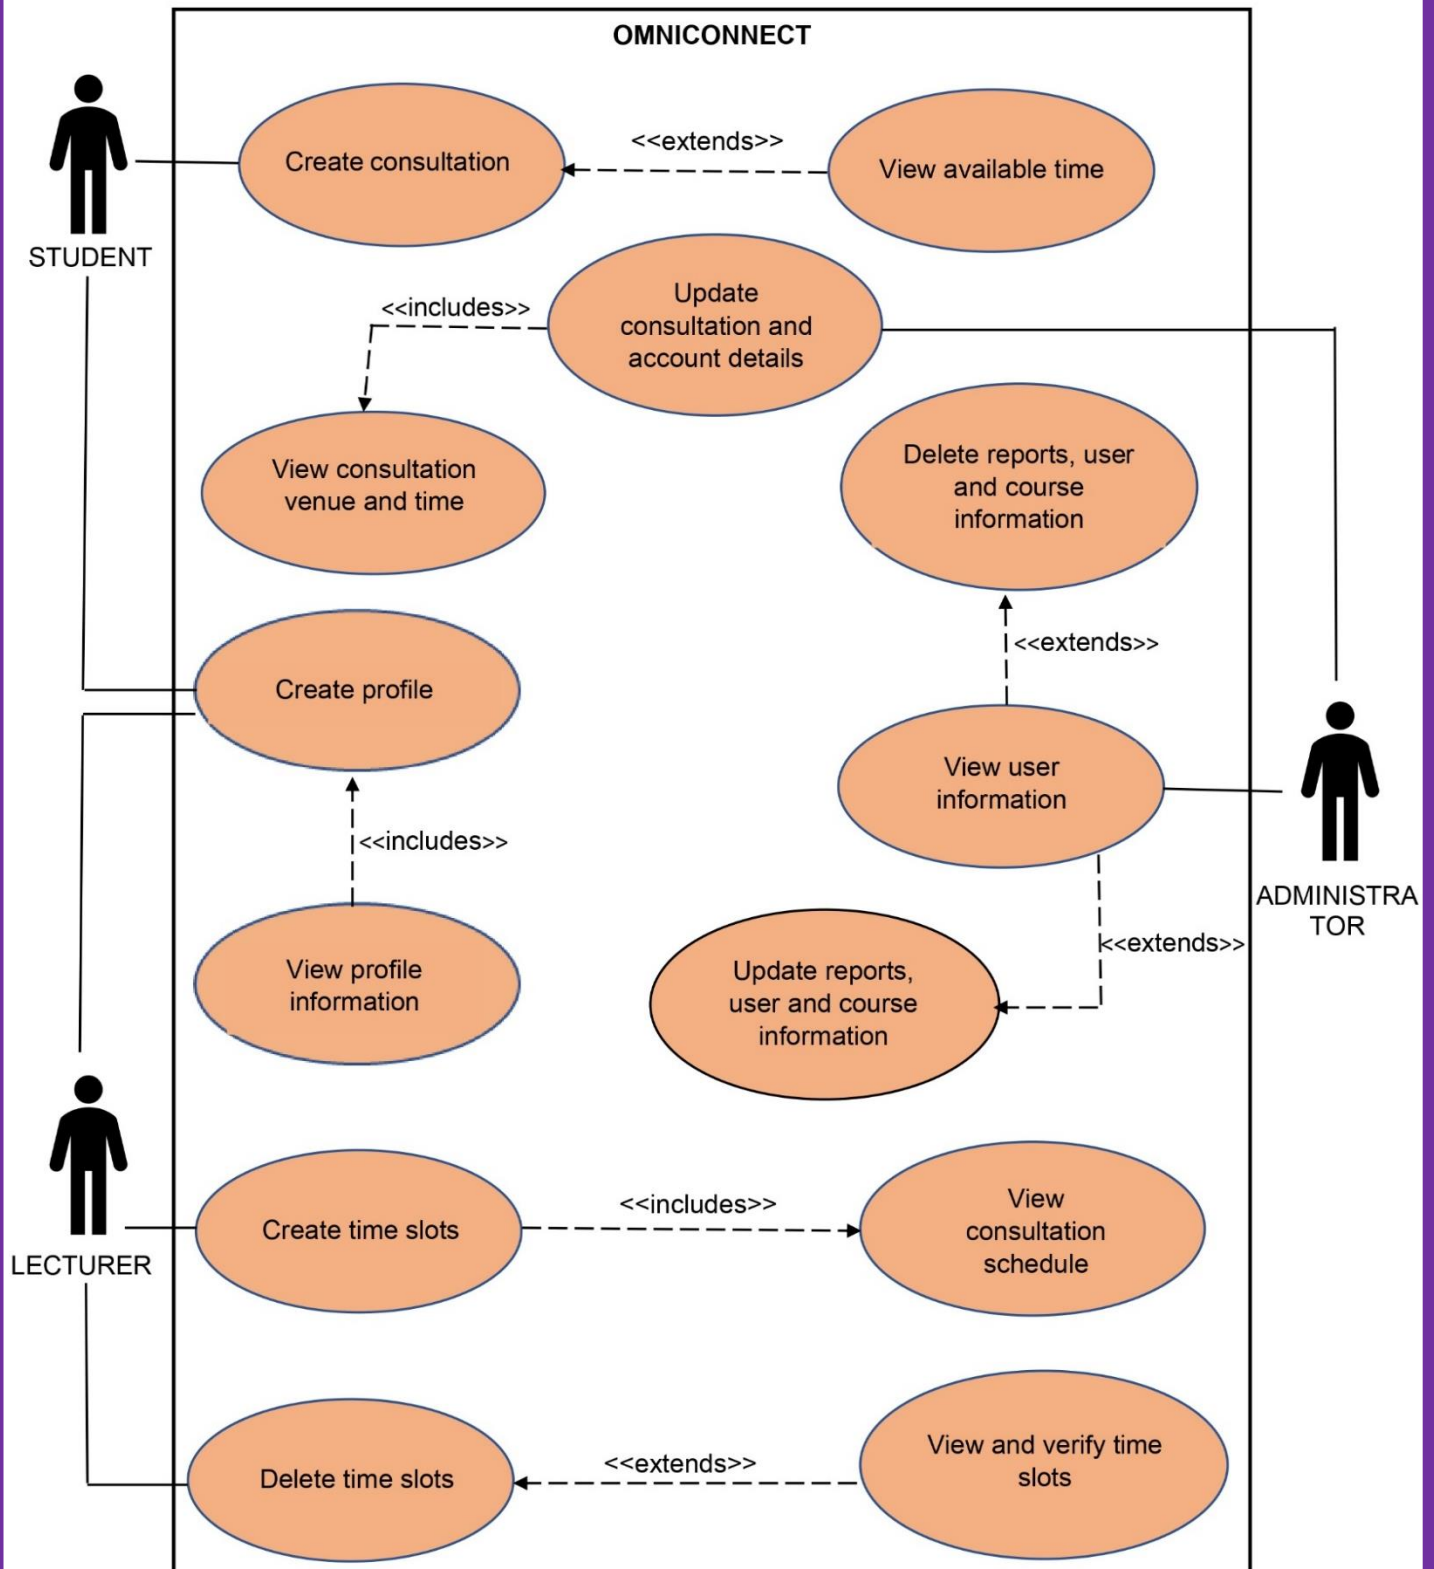 OMNICONNECT
STUDENT
Create consultation
<<extends>>
View available time
<<includes>>
Update
consultation and
account details
View consultation
venue and time
Delete reports, user
and course
information
<<extends>>
Create profile
View user
information
<<includes>>
ADMINISTRA
TOR
<<extends>>
View profile
information
Update reports,
user and course
information
LECTURER
Create time slots
<<includes>>
View
consultation
schedule
Delete time slots
<<extends>>
View and verify time
slots